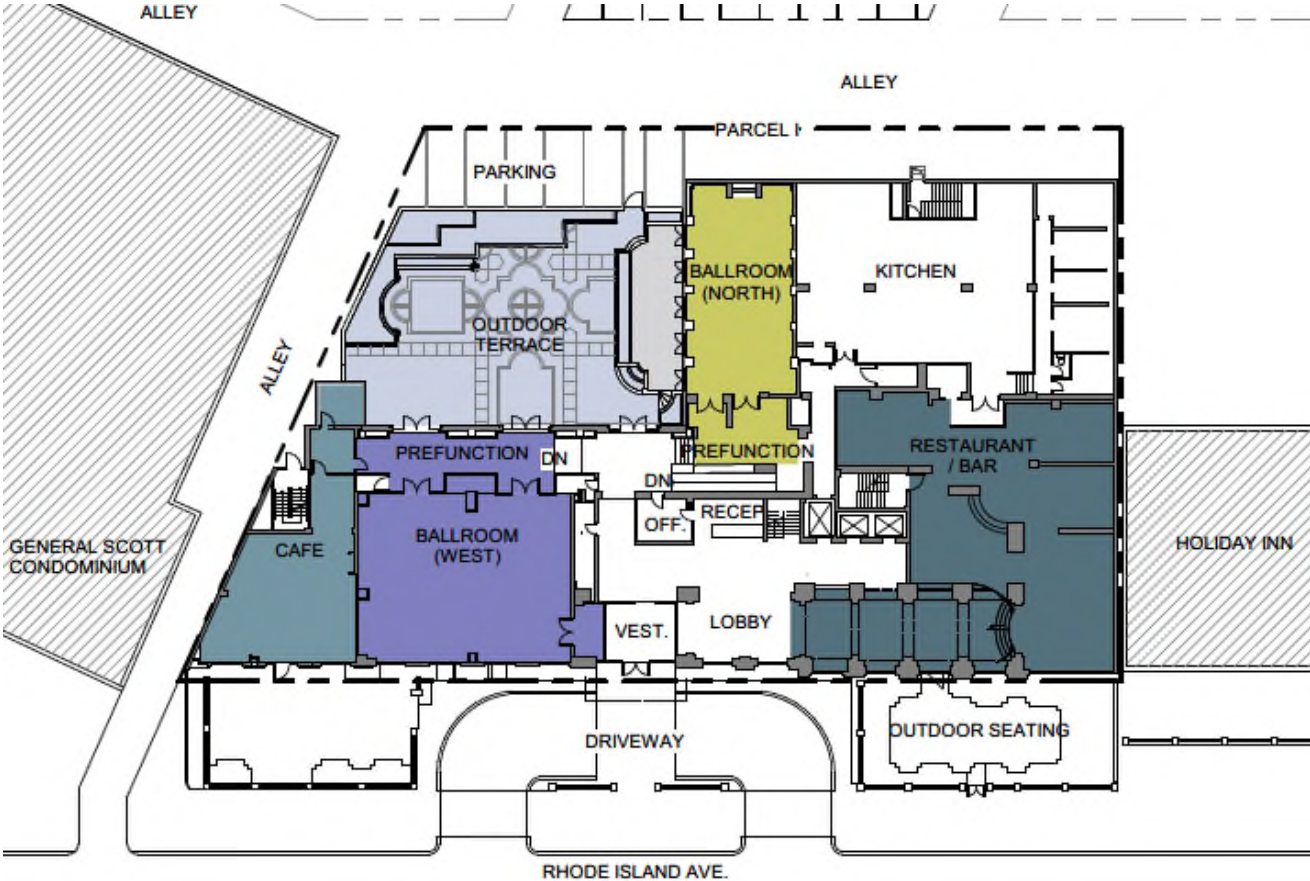 ALLEY
ALLEY
PARCEL
PARKING
BALLROOM
(NORTH)
KITCHEN
OUTDOOR
TERRACE
ALLEY
PREFUNCTION
DN
PREFUNCTION
RESTAURANT
/ BAR
DN
RECEP
OFF.
GENERAL SCOTT
CONDOMINIUM
CAFE
BALLROOM
(WEST)
HOLIDAY INN
VEST.
LOBBY
DRIVEWAY
OUTDOOR SEATING
RHODE ISLAND AVE.